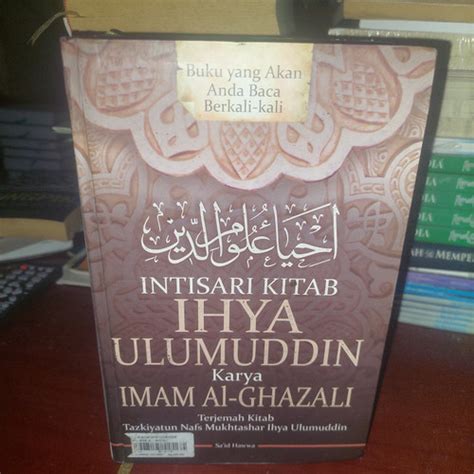 Buku yang Akan
Anda Baca
Berkali-kali
إحياء علوم الدين
INTISARI KITAB
IHYA
ULUMUDDIN
Karya
IMAM Al-GHAZALI
Terjemah Kitab
Tazkiyatun Nafs Mukhtashar Ihya Ulumuddin
Sa'id Hawwa